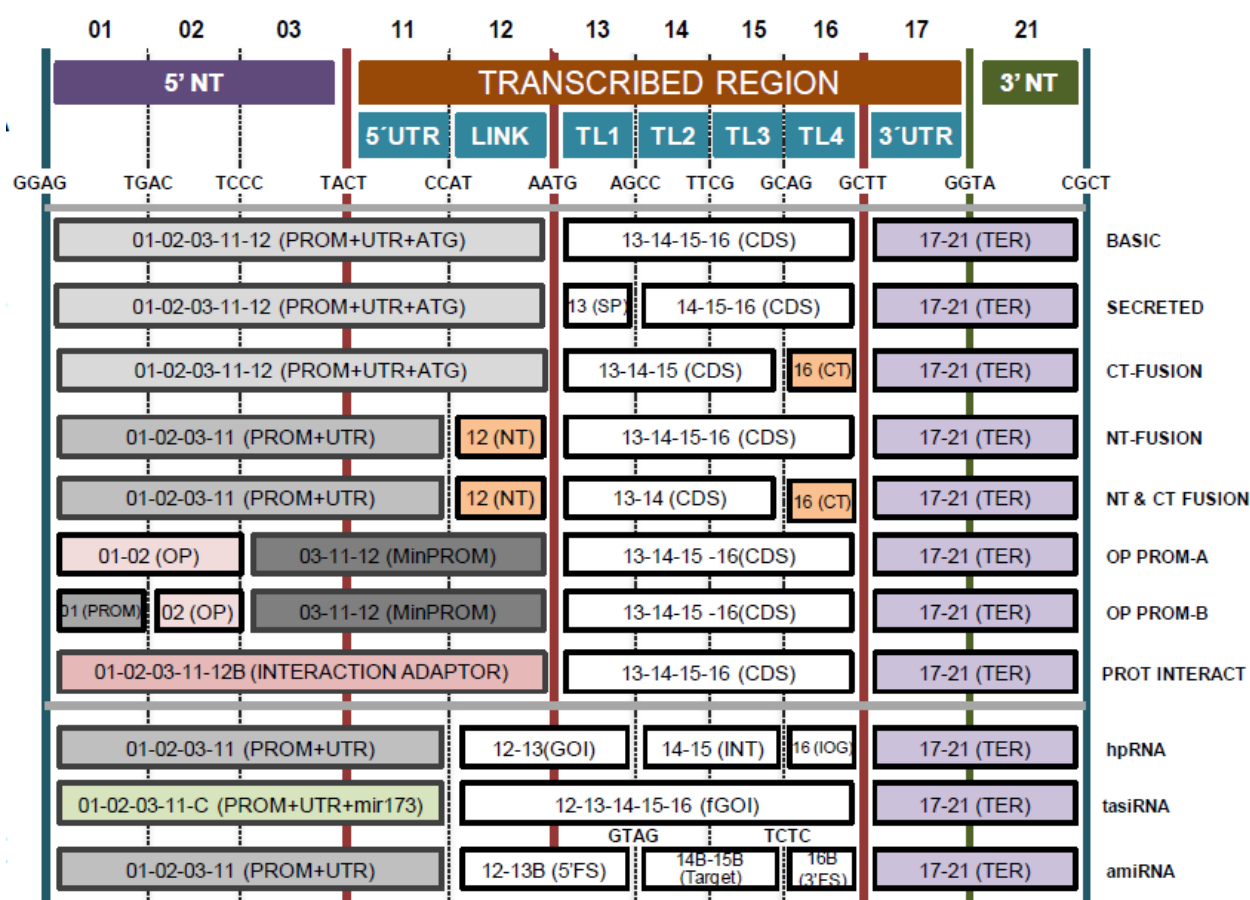 01 02 03 11 12 13 14 15 16 17 21
5' NT TRANSCRIBED REGION 3' NT
5´UTR LINK TL1 TL2 TL3 TL4 3´UTR
GGAG TGAC TCCC TACT CCAT AATG AGCC TTCG GCAG GCTT GGTA CGCT
01-02-03-11-12 (PROM+UTR+ATG) 13-14-15-16 (CDS) 17-21 (TER) BASIC
01-02-03-11-12 (PROM+UTR+ATG) 13 (SP) 14-15-16 (CDS) 17-21 (TER) SECRETED
01-02-03-11-12 (PROM+UTR+ATG) 13-14-15 (CDS) 16 (CT) 17-21 (TER) CT-FUSION
01-02-03-11 (PROM+UTR) 12 (NT) 13-14-15-16 (CDS) 17-21 (TER) NT-FUSION
01-02-03-11 (PROM+UTR) 12 (NT) 13-14 (CDS) 16 (CT) 17-21 (TER) NT & CT FUSION
01-02 (OP) 03-11-12 (MinPROM) 13-14-15 -16(CDS) 17-21 (TER) OP PROM-A
01 (PROM) 02 (OP) 03-11-12 (MinPROM) 13-14-15 -16(CDS) 17-21 (TER) OP PROM-B
01-02-03-11-12B (INTERACTION ADAPTOR) 13-14-15-16 (CDS) 17-21 (TER) PROT INTERACT
01-02-03-11 (PROM+UTR) 12-13(GOI) 14-15 (INT) 16 (IOG) 17-21 (TER) hpRNA
01-02-03-11-C (PROM+UTR+mir173) 12-13-14-15-16 (fGOI) 17-21 (TER) tasiRNA
GTAG TCTC
01-02-03-11 (PROM+UTR) 12-13B (5'FS) 14B-15B (Target) 16B (3'FS) 17-21 (TER) amiRNA